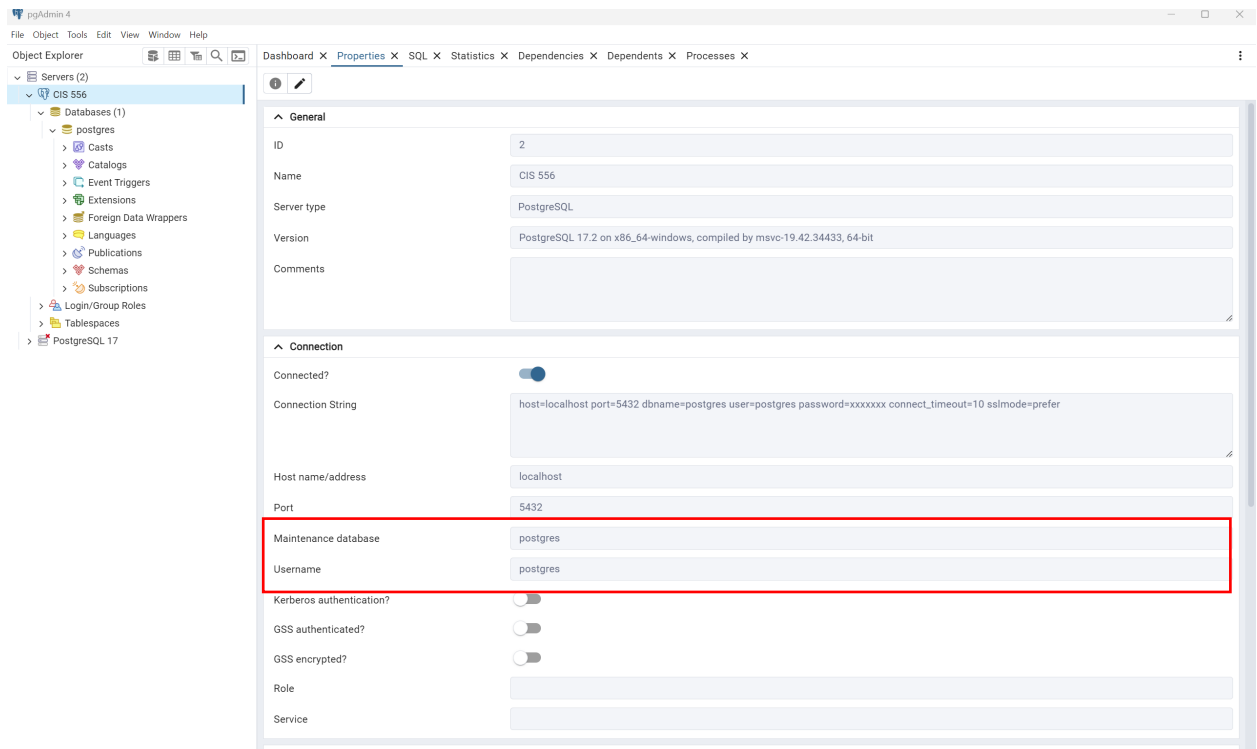 pgAdmin 4
File Object Tools Edit View Window Help
Object Explorer
Dashboard Properties SQL Statistics Dependencies Dependents Processes
Servers (2)
CIS 556
Databases (1)
postgres
Casts
Catalogs
Event Triggers
Extensions
Foreign Data Wrappers
Languages
Publications
Schemas
Subscriptions
Login/Group Roles
Tablespaces
PostgreSQL 17
General
ID 2
Name CIS 556
Server type PostgreSQL
Version PostgreSQL 17.2 on x86_64-windows, compiled by msvc-19.42.34433, 64-bit
Comments
Connection
Connected?
Connection String host=localhost port=5432 dbname=postgres user=postgres password=xxxxxxx connect_timeout=10 sslmode=prefer
Host name/address localhost
Port 5432
Maintenance database postgres
Username postgres
Kerberos authentication?
GSS authenticated?
GSS encrypted?
Role
Service